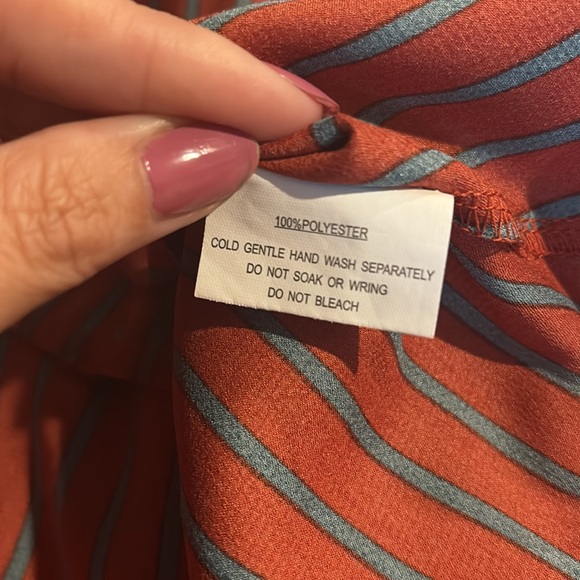 100%POLYESTER
COLD GENTLE HAND WASH SEPARATELY
DO NOT SOAK OR WRING
DO NOT BLEACH